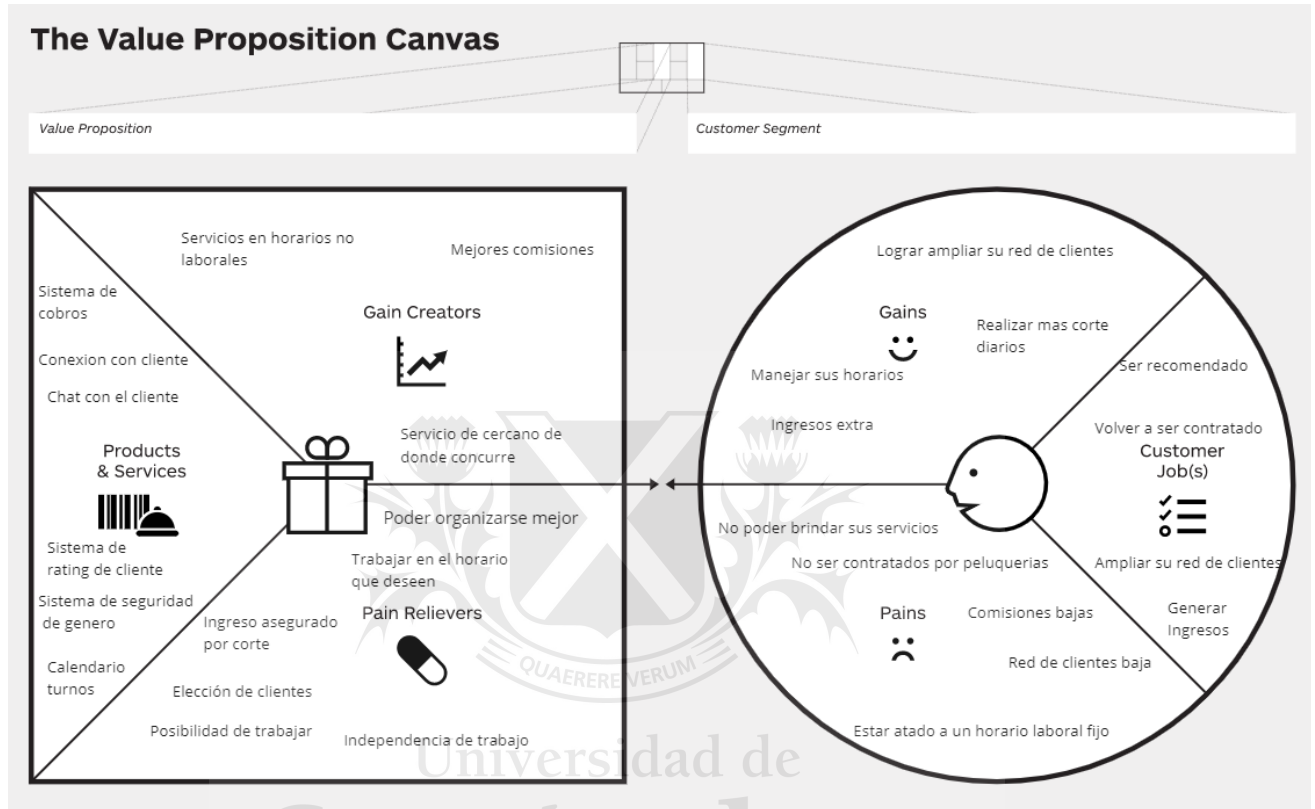 The Value Proposition Canvas
Value Proposition
Customer Segment
Servicios en horarios no
laborales
Mejores comisiones
Sistema de
cobros
Gain Creators
Conexion con cliente
Chat con el cliente
Servicio de cercano de
donde concurre
Products
& Services
Poder organizarse mejor
Sistema de
rating de cliente
Trabajar en el horario
que deseen
Sistema de seguridad
de genero
Ingreso asegurado
por corte
Pain Relievers
Calendario
turnos
Elección de clientes
Posibilidad de trabajar
Independencia de trabajo
Lograr ampliar su red de clientes
Gains
Realizar mas corte
diarios
Manejar sus horarios
Ingresos extra
Ser recomendado
Volver a ser contratado
Customer
Job(s)
Ampliar su red de clientes
Generar
Ingresos
No poder brindar sus servicios
No ser contratados por peluquerias
Pains
Comisiones bajas
Red de clientes baja
Estar atado a un horario laboral fijo
QUAERERE VERUM
Universidad de